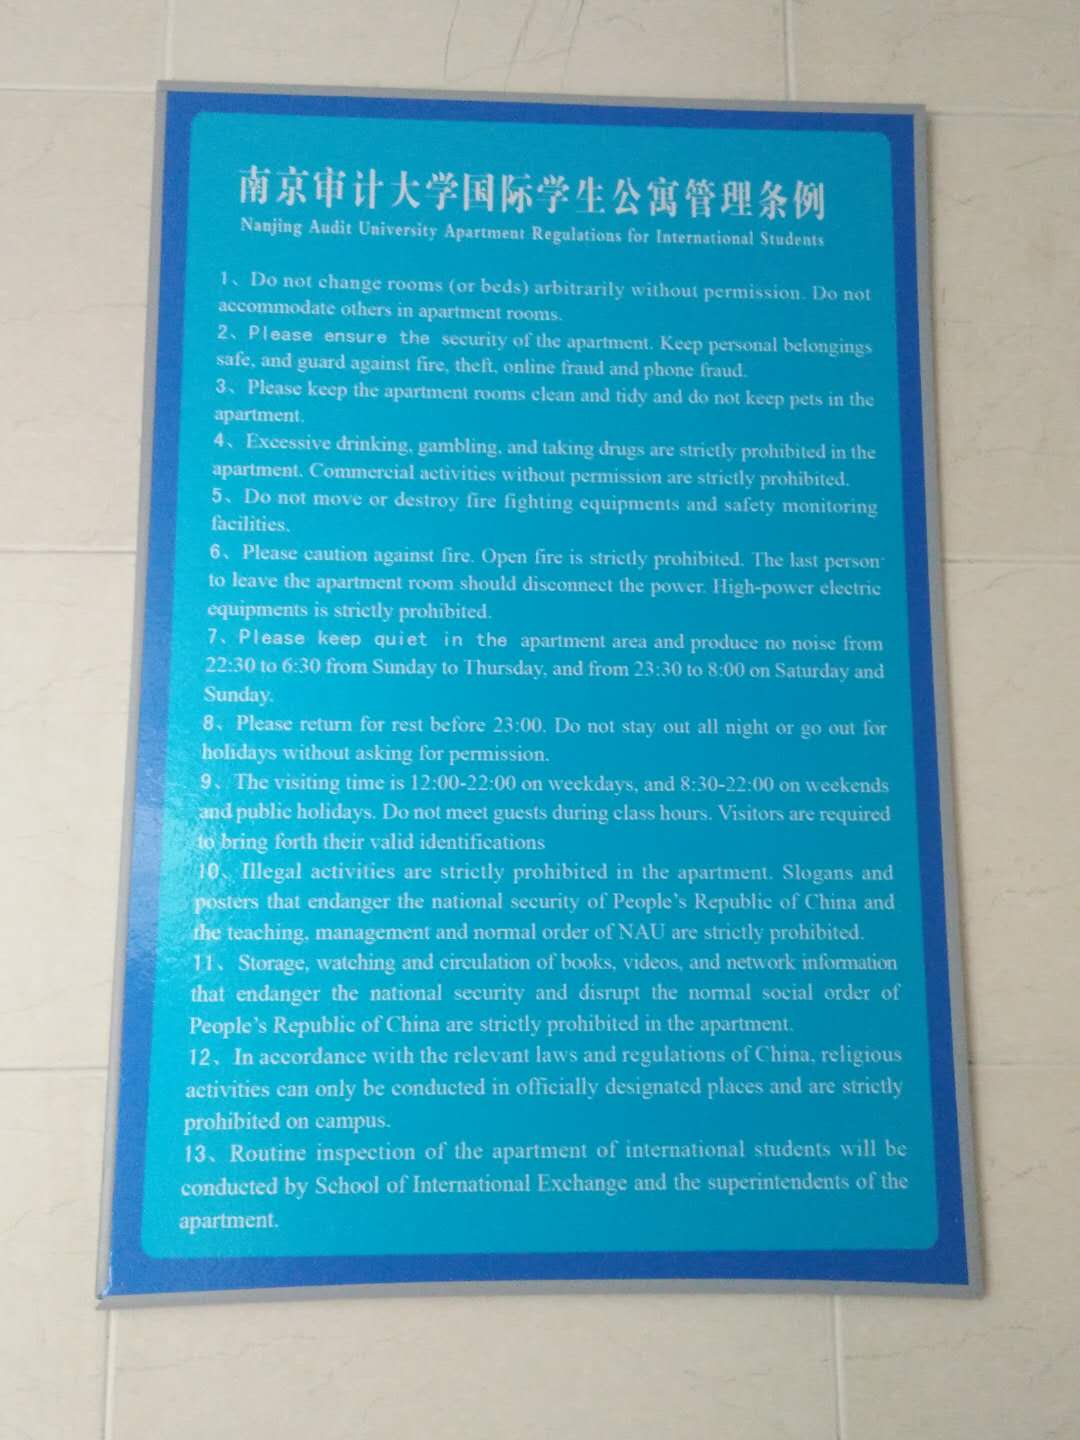 南京审计大学国际学生公寓管理条例
Nanjing Audit University Apartment Regulations for International Students
1、Do not change rooms (or beds) arbitrarily without permission. Do not
accommodate others in apartment rooms.
2、Please ensure the security of the apartment. Keep personal belongings
safe, and guard against fire, theft, online fraud and phone fraud.
3、Please keep the apartment rooms clean and tidy and do not keep pets in the
apartment.
4、Excessive drinking, gambling, and taking drugs are strictly prohibited in the
apartment. Commercial activities without permission are strictly prohibited.
5、Do not move or destroy fire fighting equipments and safety monitoring
facilities.
6、Please caution against fire. Open fire is strictly prohibited. The last person
to leave the apartment room should disconnect the power. High-power electric
equipments is strictly prohibited.
7、Please keep quiet in the apartment area and produce no noise from
22:30 to 6:30 from Sunday to Thursday, and from 23:30 to 8:00 on Saturday and
Sunday.
8、Please return for rest before 23:00. Do not stay out all night or go out for
holidays without asking for permission.
9、The visiting time is 12:00-22:00 on weekdays, and 8:30-22:00 on weekends
and public holidays. Do not meet guests during class hours. Visitors are required
to bring forth their valid identifications
10、Illegal activities are strictly prohibited in the apartment. Slogans and
posters that endanger the national security of People's Republic of China and
the teaching, management and normal order of NAU are strictly prohibited.
11、Storage, watching and circulation of books, videos, and network information
that endanger the national security and disrupt the normal social order of
People's Republic of China are strictly prohibited in the apartment.
12、In accordance with the relevant laws and regulations of China, religious
activities can only be conducted in officially designated places and are strictly
prohibited on campus.
13、Routine inspection of the apartment of international students will be
conducted by School of International Exchange and the superintendents of the
apartment.